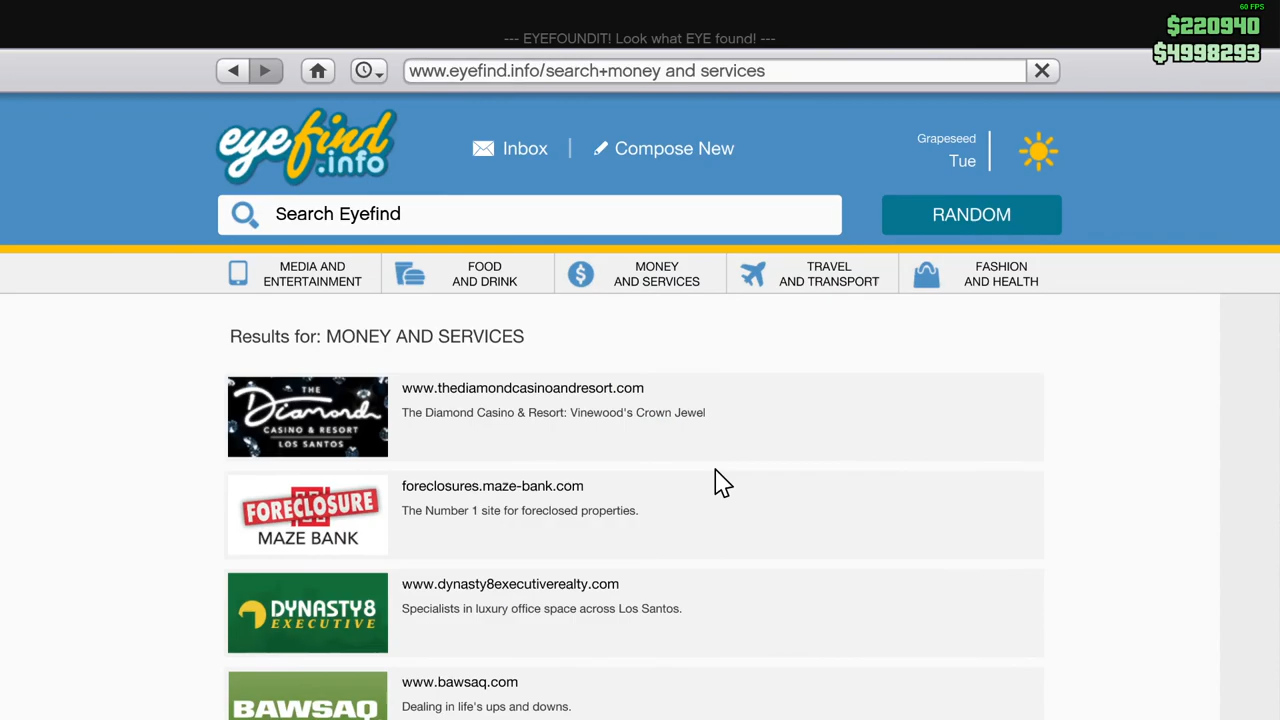 60 FPS
$220940
$4998293
--- EYEFOUNDIT! Look what EYE found! ---
www.eyefind.info/search+money and services
eyefind
.info
Inbox
Compose New
Grapeseed
Tue
Search Eyefind
RANDOM
MEDIA AND
ENTERTAINMENT
FOOD
AND DRINK
MONEY
AND SERVICES
TRAVEL
AND TRANSPORT
FASHION
AND HEALTH
Results for: MONEY AND SERVICES
THE
Diamond
CASINO & RESORT
LOS SANTOS
www.thediamondcasinoandresort.com
The Diamond Casino & Resort: Vinewood's Crown Jewel
FORECLOSURE
MAZE BANK
foreclosures.maze-bank.com
The Number 1 site for foreclosed properties.
DYNASTY8
EXECUTIVE
www.dynasty8executiverealty.com
Specialists in luxury office space across Los Santos.
BAWSAQ
www.bawsaq.com
Dealing in life's ups and downs.